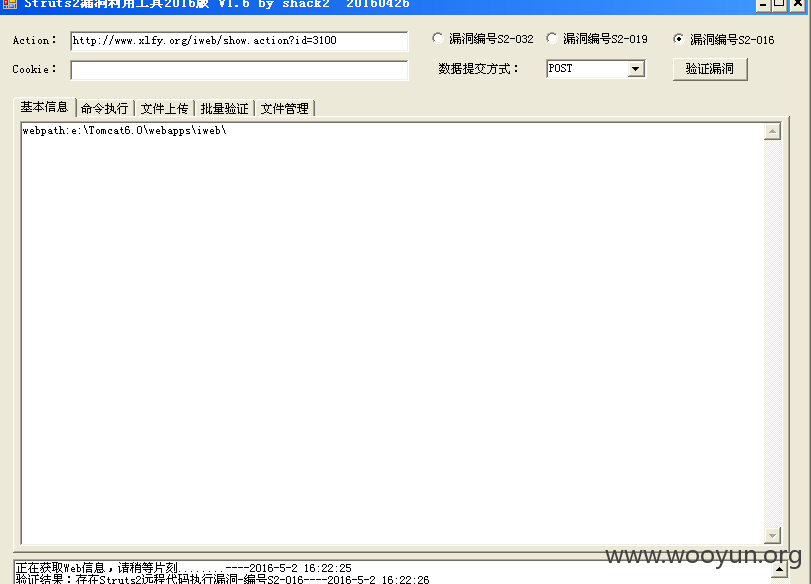 Struts2漏洞利用工具2016版 V1.6 by shack2 20160426
Action： http://www.xlfy.org/iweb/show.action?id=3100 漏洞编号S2-032 漏洞编号S2-019 漏洞编号S2-016
Cookie： 数据提交方式： POST 验证漏洞
基本信息 命令执行 文件上传 批量验证 文件管理
webpath:e:\Tomcat6.0\webapps\iweb\
www.wooyun.org
正在获取Web信息，请稍等片刻........----2016-5-2 16:22:25
验证结果：存在Struts2远程代码执行漏洞-编号S2-016----2016-5-2 16:22:26